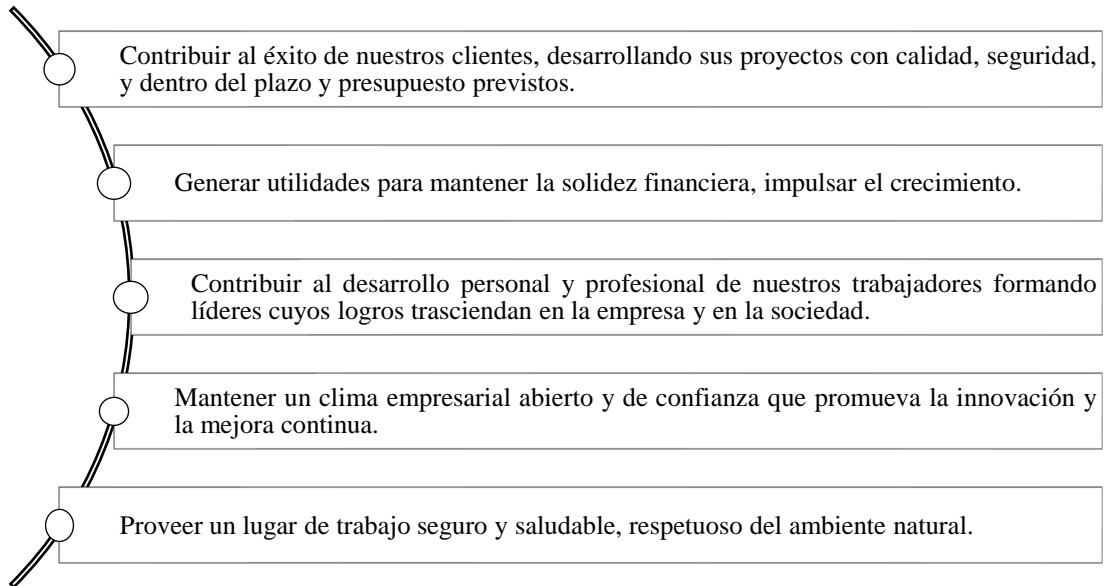 Contribuir al éxito de nuestros clientes, desarrollando sus proyectos con calidad, seguridad,
y dentro del plazo y presupuesto previstos.
Generar utilidades para mantener la solidez financiera, impulsar el crecimiento.
Contribuir al desarrollo personal y profesional de nuestros trabajadores formando
líderes cuyos logros trasciendan en la empresa y en la sociedad.
Mantener un clima empresarial abierto y de confianza que promueva la innovación y
la mejora continua.
Proveer un lugar de trabajo seguro y saludable, respetuoso del ambiente natural.